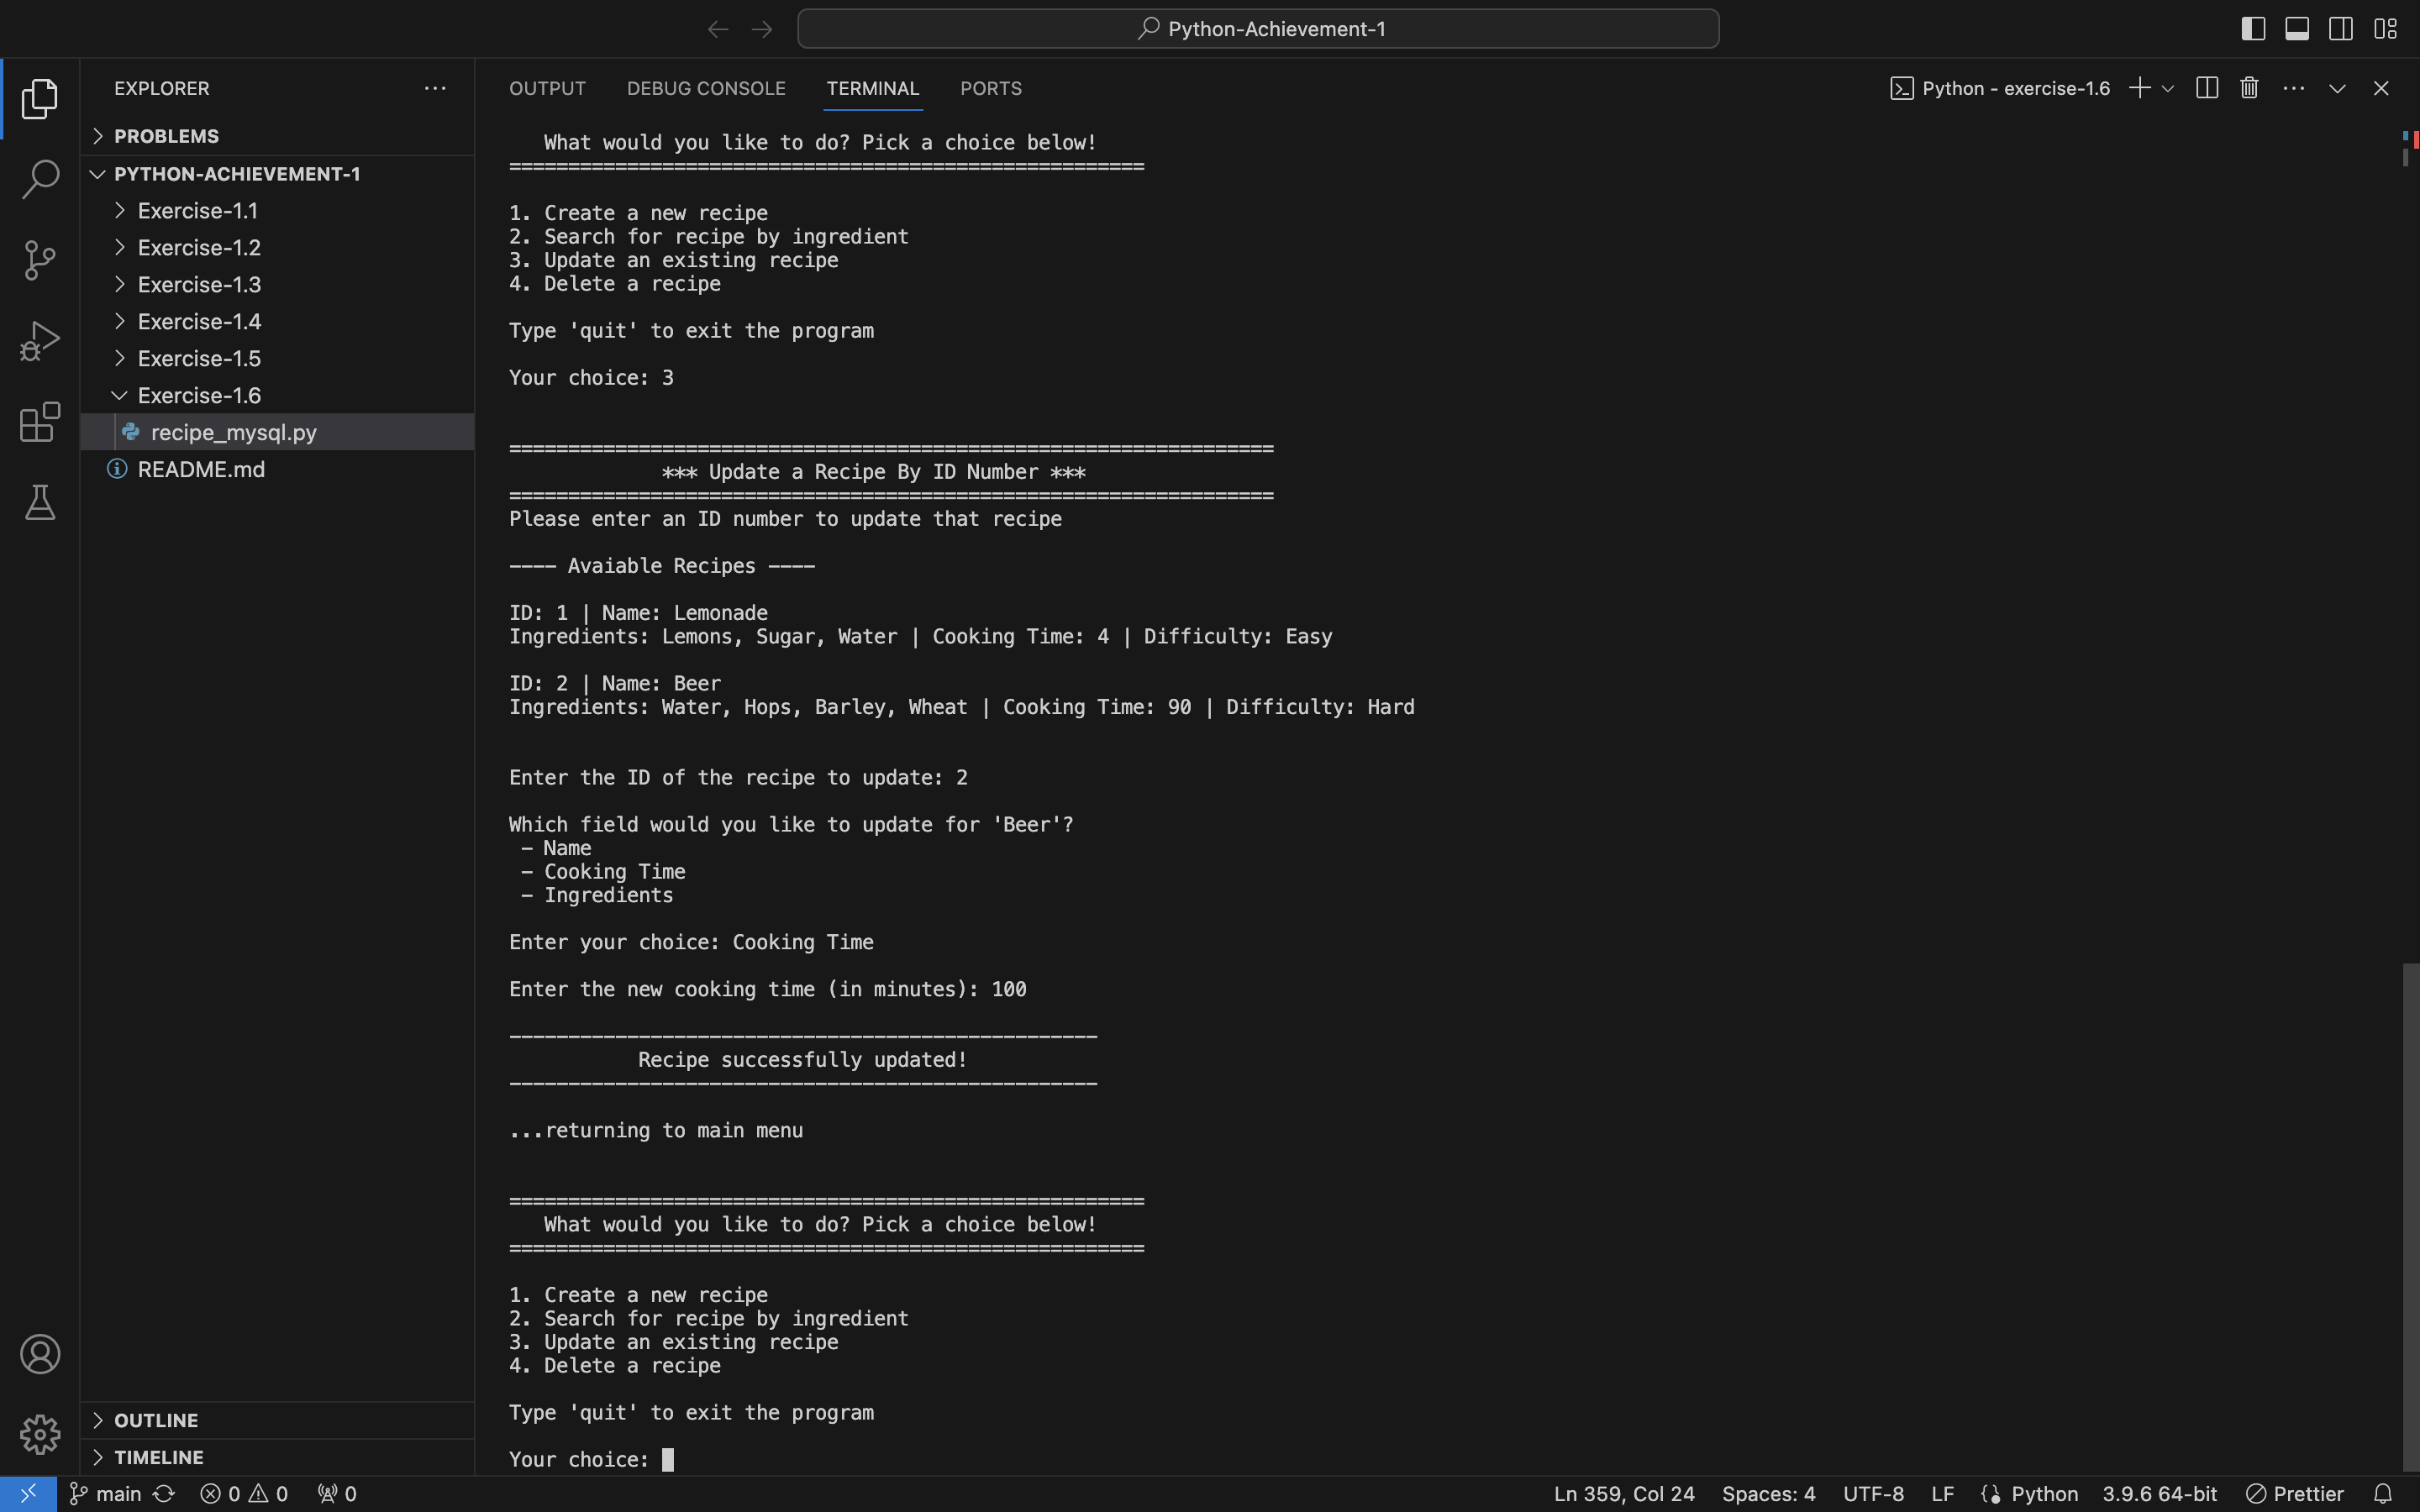 Python-Achievement-1
EXPLORER
PROBLEMS
PYTHON-ACHIEVEMENT-1
Exercise-1.1
Exercise-1.2
Exercise-1.3
Exercise-1.4
Exercise-1.5
Exercise-1.6
recipe_mysql.py
README.md
OUTLINE
TIMELINE
OUTPUT DEBUG CONSOLE TERMINAL PORTS
Python - exercise-1.6
What would you like to do? Pick a choice below!
======================================================
1. Create a new recipe
2. Search for recipe by ingredient
3. Update an existing recipe
4. Delete a recipe
Type 'quit' to exit the program
Your choice: 3
=================================================================
*** Update a Recipe By ID Number ***
=================================================================
Please enter an ID number to update that recipe
---- Avaiable Recipes ----
ID: 1 | Name: Lemonade
Ingredients: Lemons, Sugar, Water | Cooking Time: 4 | Difficulty: Easy
ID: 2 | Name: Beer
Ingredients: Water, Hops, Barley, Wheat | Cooking Time: 90 | Difficulty: Hard
Enter the ID of the recipe to update: 2
Which field would you like to update for 'Beer'?
- Name
- Cooking Time
- Ingredients
Enter your choice: Cooking Time
Enter the new cooking time (in minutes): 100
--------------------------------------------------
Recipe successfully updated!
--------------------------------------------------
...returning to main menu
======================================================
What would you like to do? Pick a choice below!
======================================================
1. Create a new recipe
2. Search for recipe by ingredient
3. Update an existing recipe
4. Delete a recipe
Type 'quit' to exit the program
Your choice:
main 0 0 0 Ln 359, Col 24 Spaces: 4 UTF-8 LF Python 3.9.6 64-bit Prettier